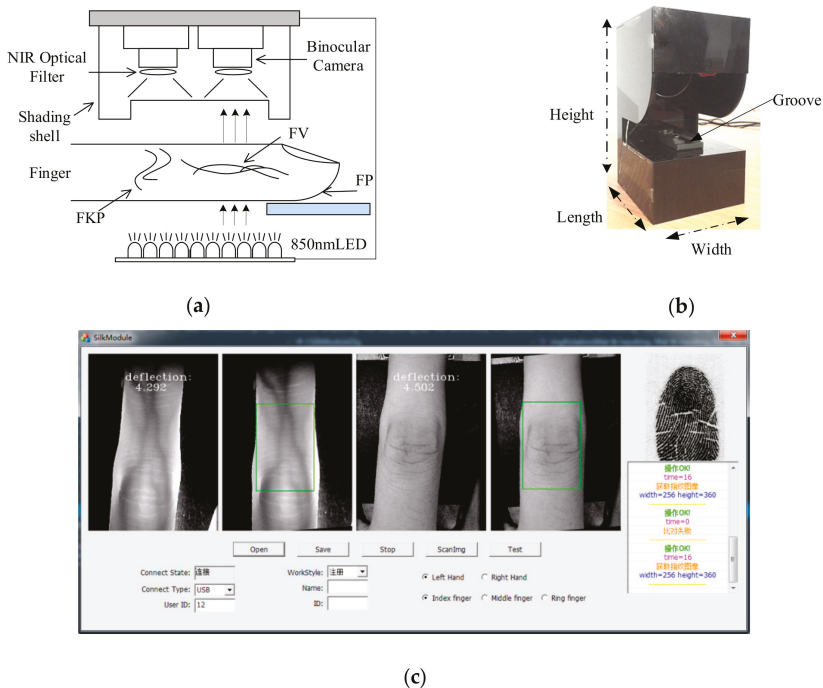 NIR Optical
Filter
Binocular
Camera
Shading
shell
FV
Finger
FP
FKP
850nmLED
(a)
Height
Groove
Length
Width
(b)
SilkModule
deflection:
4.292
deflection:
4.502
操作OK!
time=16
获取指纹图像
width=256 height=360
操作OK!
time=0
比对失败
操作OK!
time=16
获取指纹图像
width=256 height=360
Open
Save
Stop
ScanImg
Test
Connect State: 连接
Connect Type: USB
User ID: 12
WorkStyle: 注册
Name:
ID:
Left Hand
Right Hand
Index finger
Middle finger
Ring finger
(c)